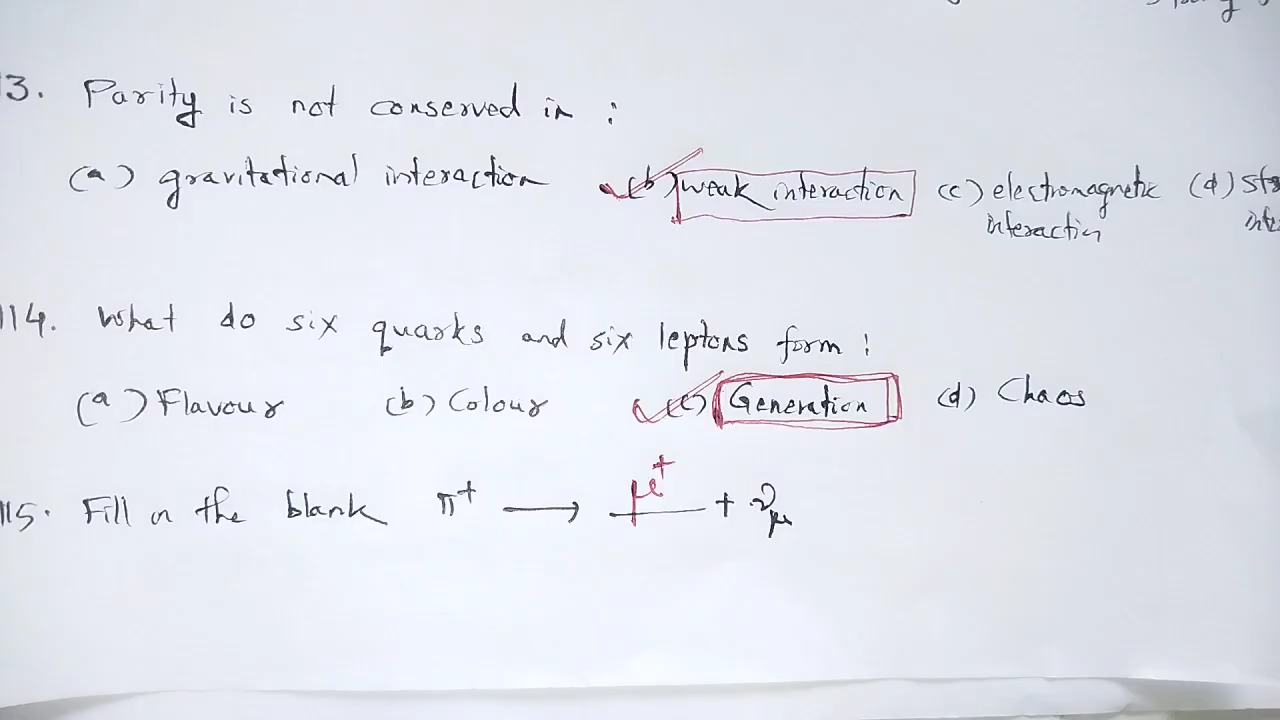 13. Parity is not conserved in :
(a) gravitational interaction (b) weak interaction (c) electromagnetic (d)
interaction
114. What do six quarks and six leptons form :
(a) Flavour (b) Colour (c) Generation (d) Chaos
115. Fill in the blank π⁺ ⟶ μ⁺ + ν_μ